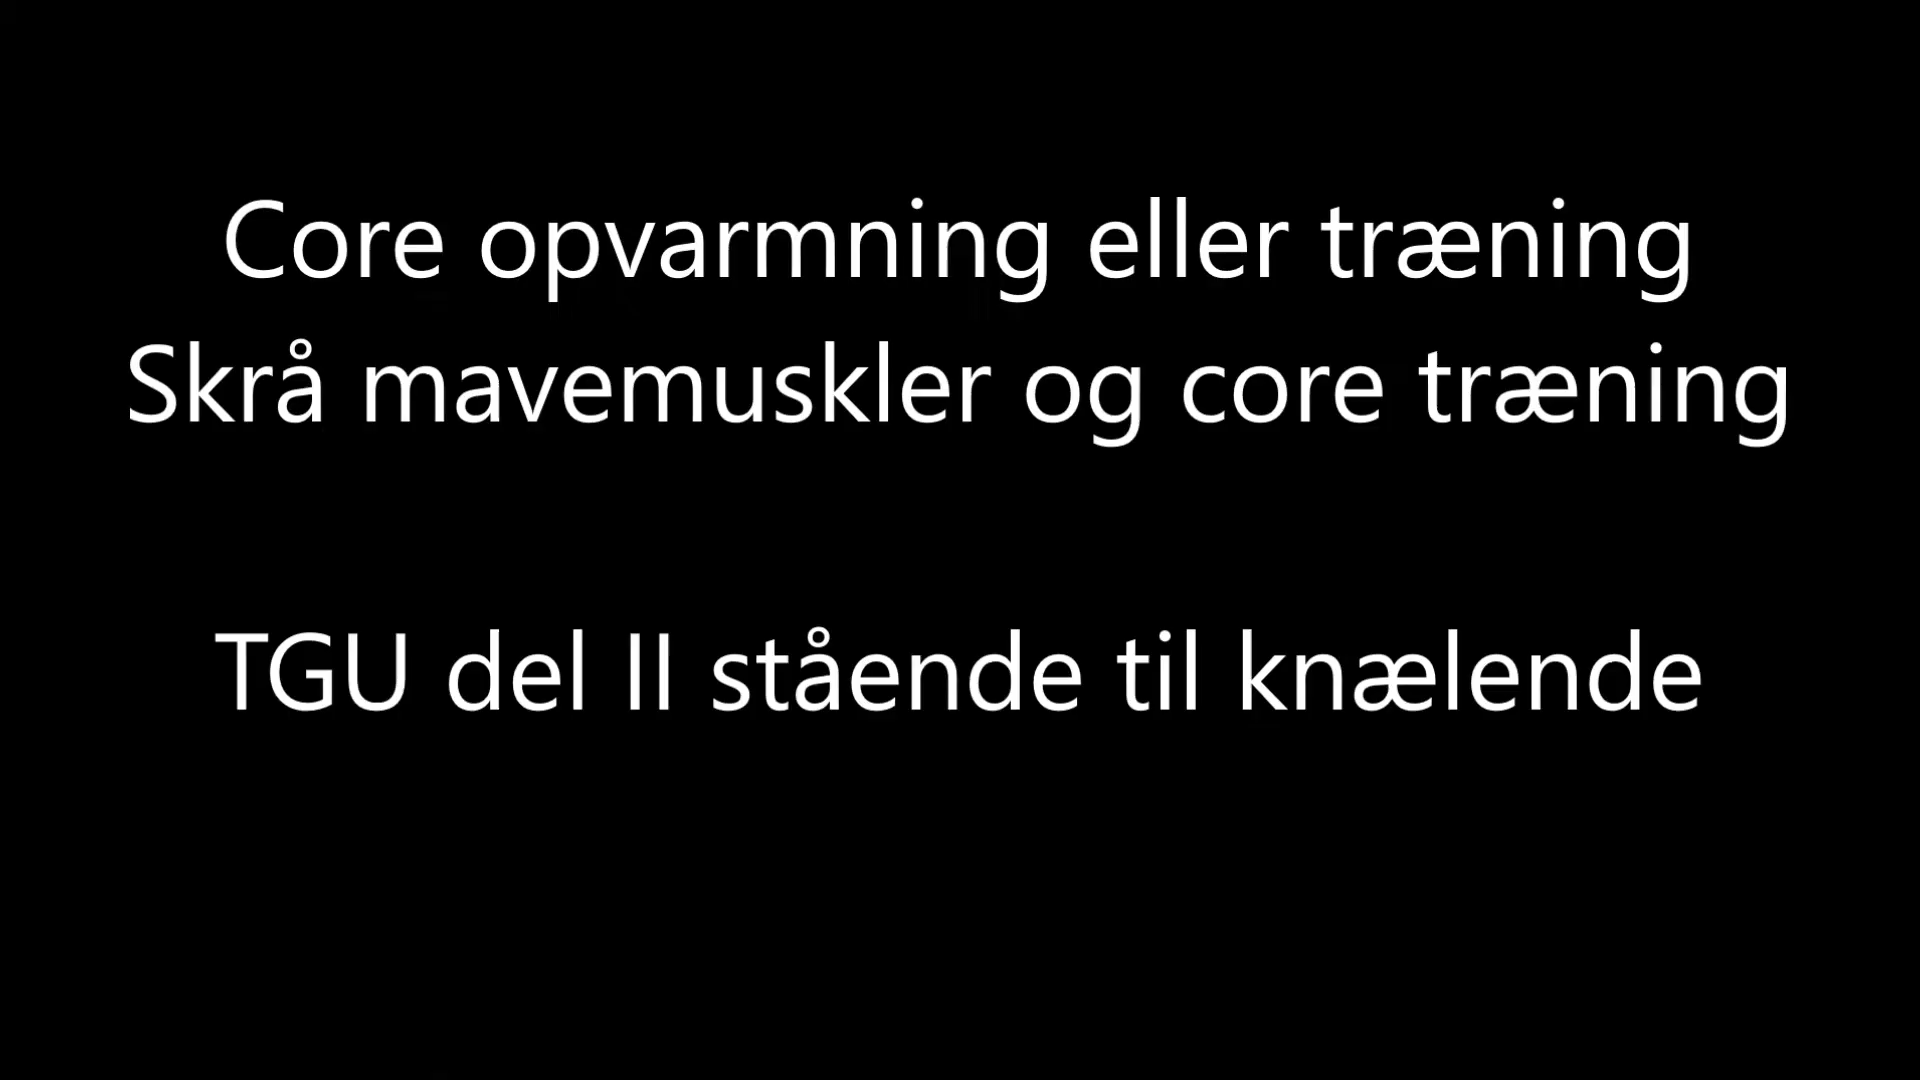 Core opvarmning eller træning
Skrå mavemuskler og core træning
TGU del II stående til knælende